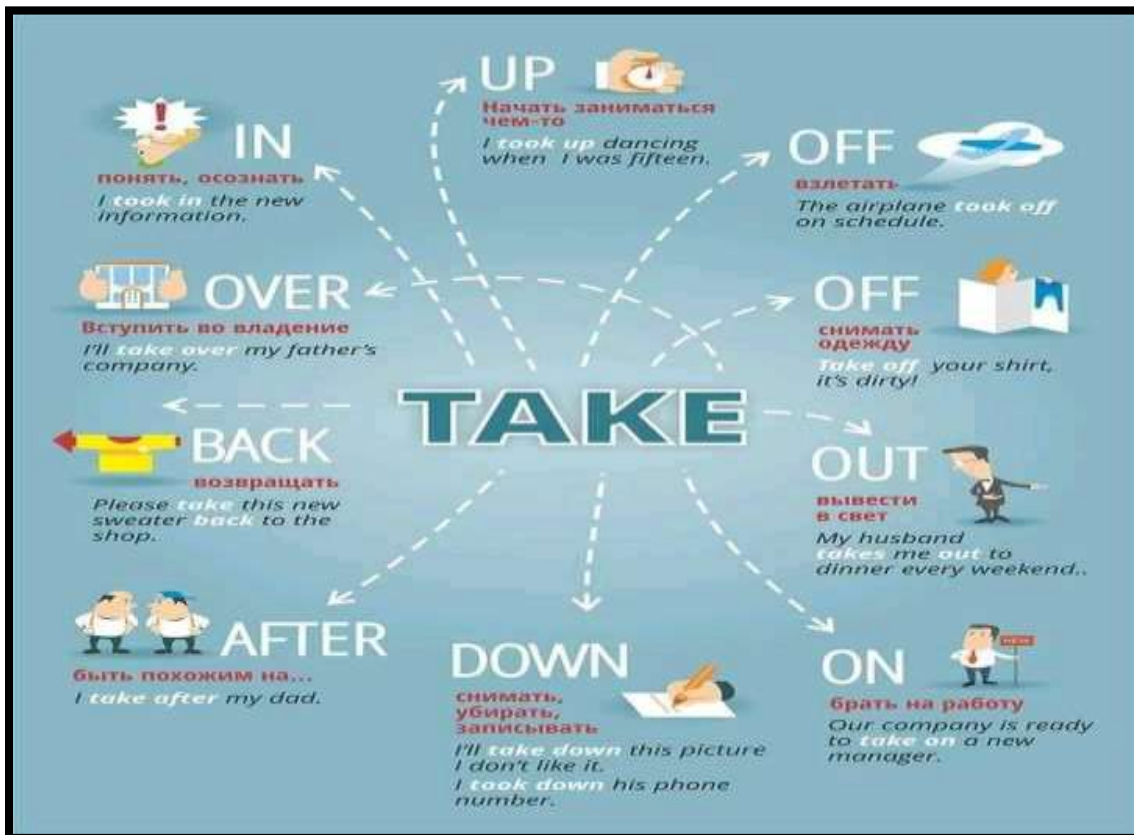 UP
Начать заниматься
чем-то
I took up dancing
when I was fifteen.
IN
понять, осознать
I took in the new
information.
OFF
взлетать
The airplane took off
on schedule.
OVER
Вступить во владение
I'll take over my father's
company.
OFF
снимать
одежду
Take off your shirt,
it's dirty!
TAKE
BACK
возвращать
Please take this new
sweater back to the
shop.
OUT
вывести
в свет
My husband
takes me out to
dinner every weekend..
AFTER
быть похожим на...
I take after my dad.
DOWN
снимать,
убирать,
записывать
I'll take down this picture
I don't like it.
I took down his phone
number.
ON
NEW
брать на работу
Our company is ready
to take on a new
manager.